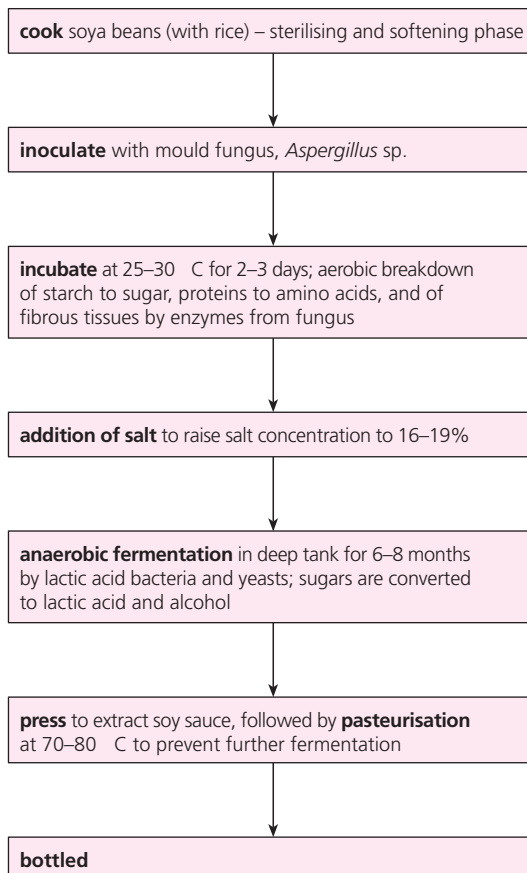 cook soya beans (with rice) – sterilising and softening phase
inoculate with mould fungus, Aspergillus sp.
incubate at 25–30   C for 2–3 days; aerobic breakdown
of starch to sugar, proteins to amino acids, and of
fibrous tissues by enzymes from fungus
addition of salt to raise salt concentration to 16–19%
anaerobic fermentation in deep tank for 6–8 months
by lactic acid bacteria and yeasts; sugars are converted
to lactic acid and alcohol
press to extract soy sauce, followed by pasteurisation
at 70–80   C to prevent further fermentation
bottled